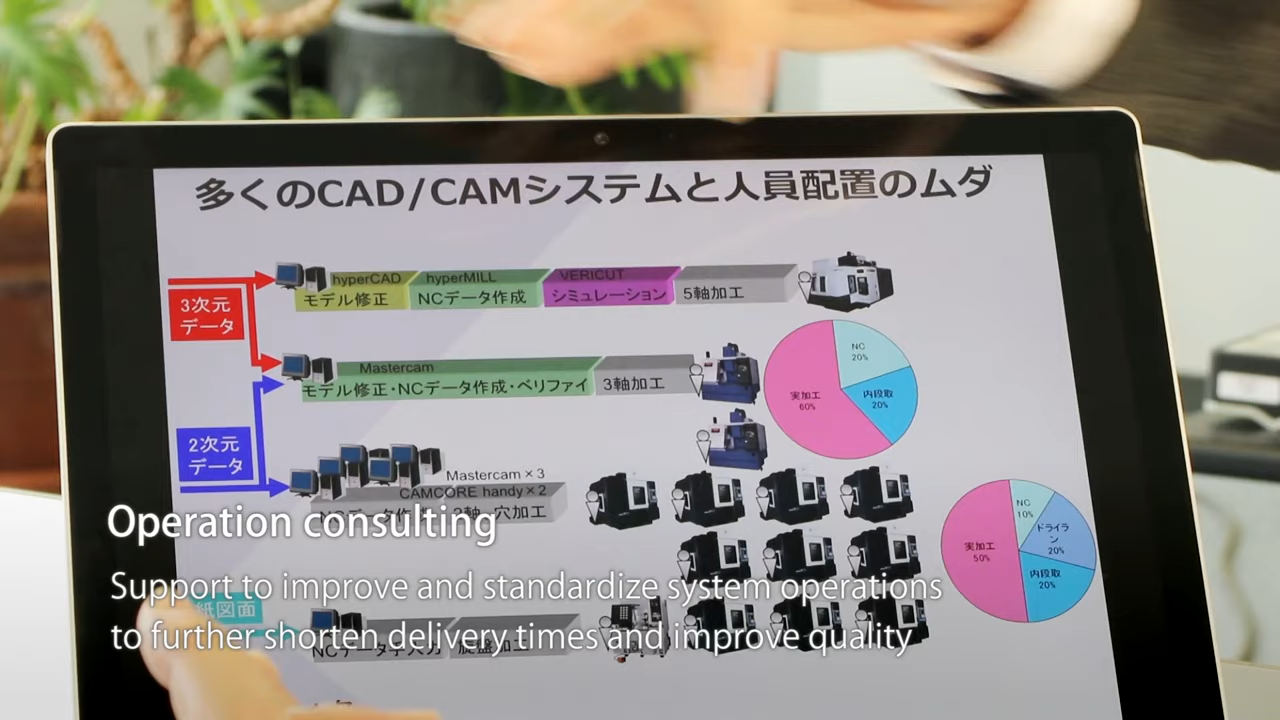 多くのCAD/CAMシステムと人員配置のムダ
hyperCAD
hyperMILL
VERICUT
モデル修正
NCデータ作成
シミュレーション
5軸加工
3次元
データ
Mastercam
モデル修正・NCデータ作成・ベリファイ
3軸加工
NC
20%
実加工
60%
内段取
20%
2次元
データ
Mastercam×3
CAMCORE handy×2
穴加工
NC
10%
ドライラ
ン
20%
実加工
50%
内段取
20%
Operation consulting
Support to improve and standardize system operations
to further shorten delivery times and improve quality
紙図面
旋盤加工